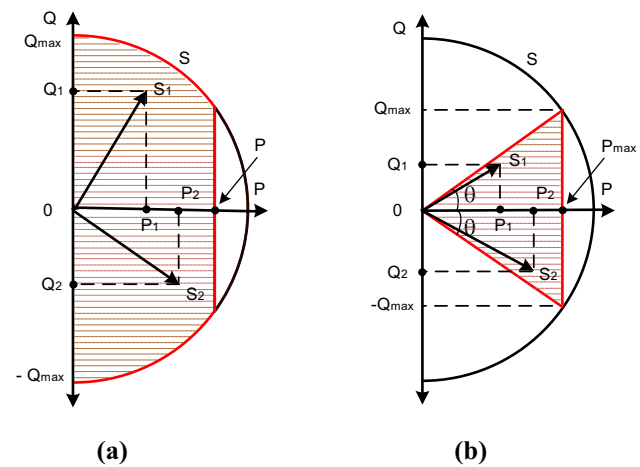 Q
Qmax
S
Q1
S1
P
P2
P
0
P1
Q2
S2
- Qmax
(a)
Q
S
Qmax
Pmax
Q1
S1
θ
P2
P
0
P1
θ
Q2
S2
-Qmax
(b)